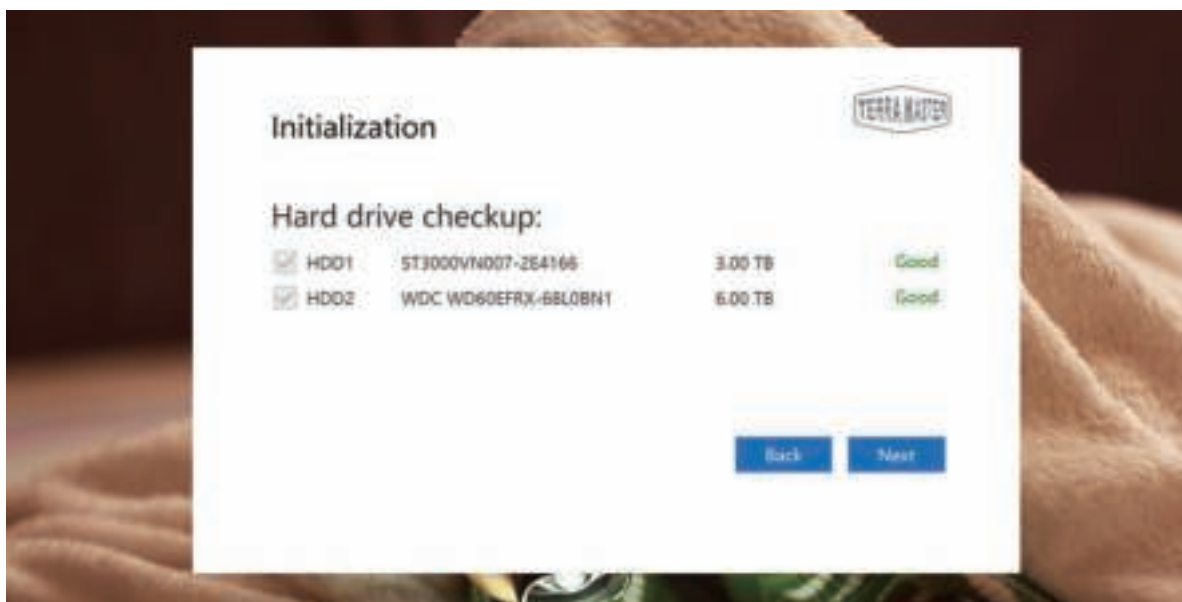 Initialization
TERRA MASTER
Hard drive checkup:
HDD1 ST3000VN007-2E4166 3.00 TB Good
HDD2 WDC WD60EFRX-68L0BN1 6.00 TB Good
Back Next